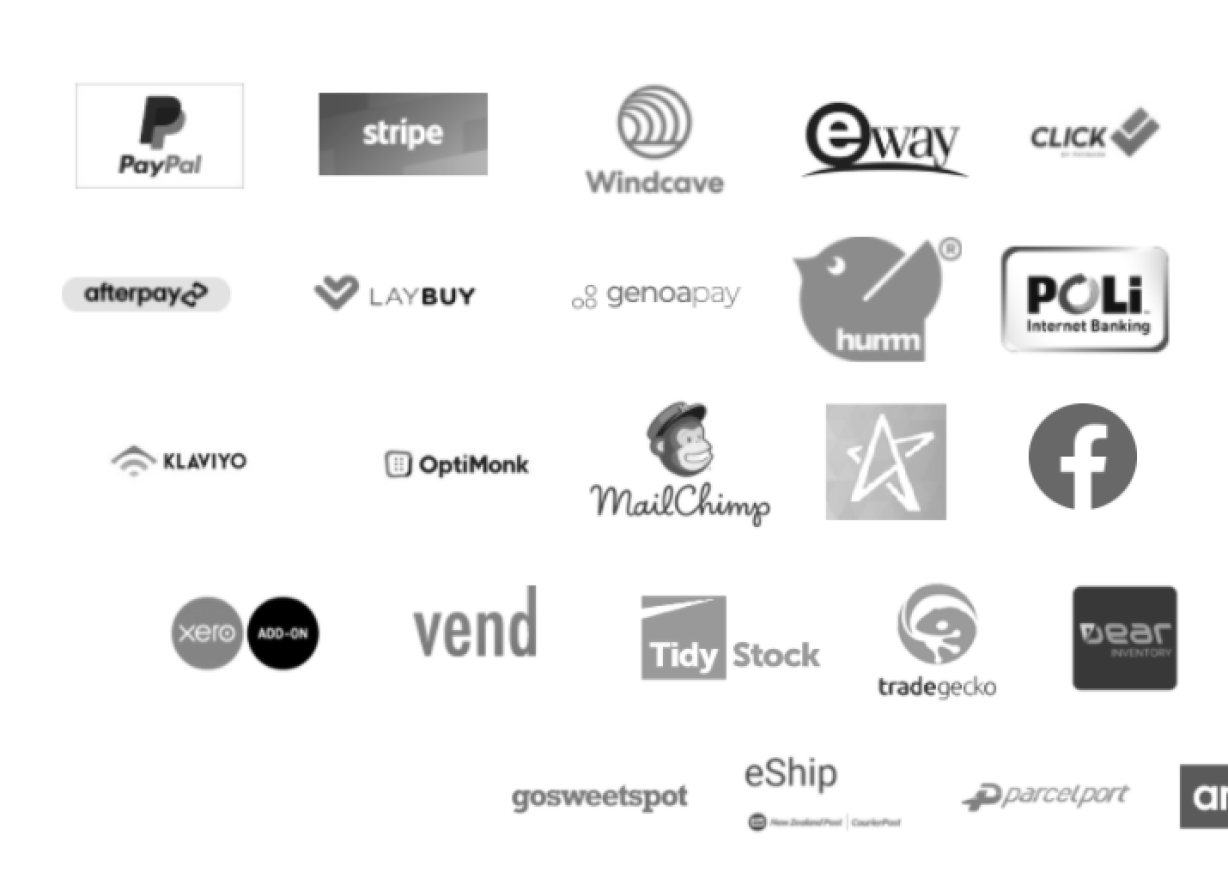 PayPal
stripe
Windcave
eway
CLICK
afterpay
LAYBUY
genoapay
humm
®
POLi
Internet Banking
KLAVIYO
OptiMonk
MailChimp
xero
ADD-ON
vend
Tidy Stock
tradegecko
Dear
INVENTORY
gosweetspot
eShip
New Zealand Post | CourierPost
parcelport